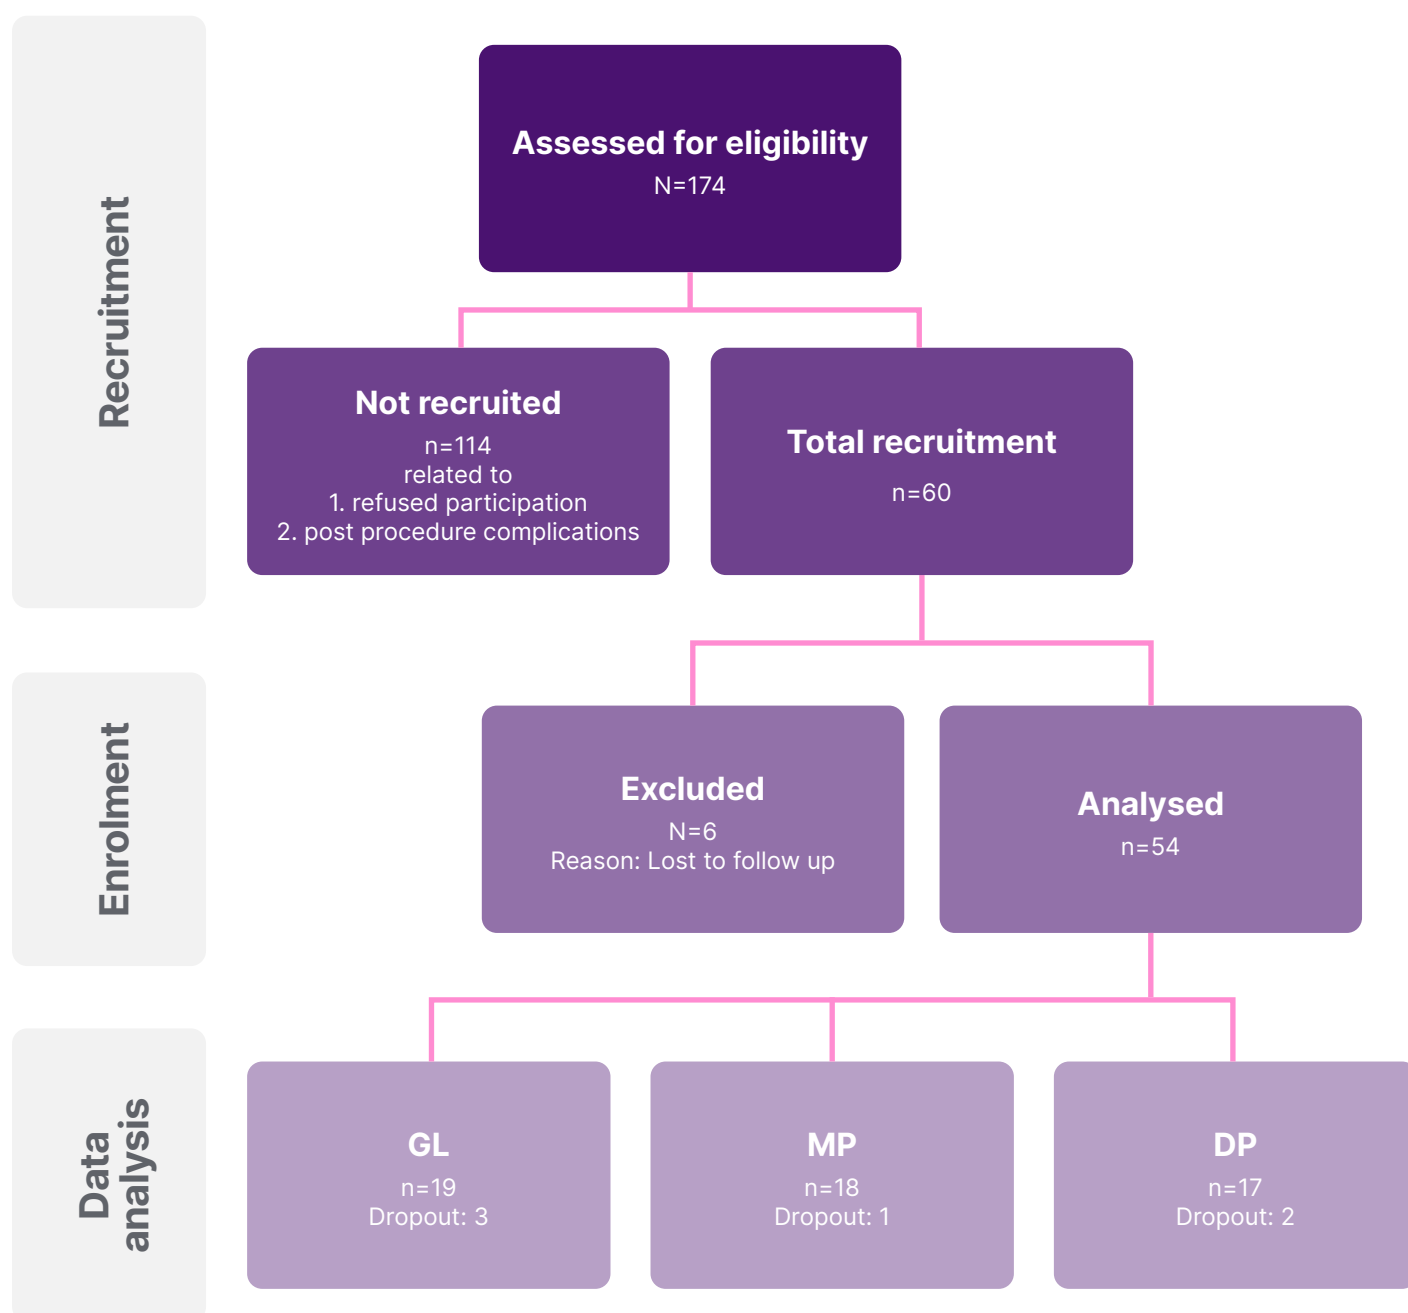 Recruitment
Assessed for eligibility
N=174
Not recruited
n=114
related to
1. refused participation
2. post procedure complications
Total recruitment
n=60
Enrolment
Excluded
N=6
Reason: Lost to follow up
Analysed
n=54
Data
analysis
GL
n=19
Dropout: 3
MP
n=18
Dropout: 1
DP
n=17
Dropout: 2